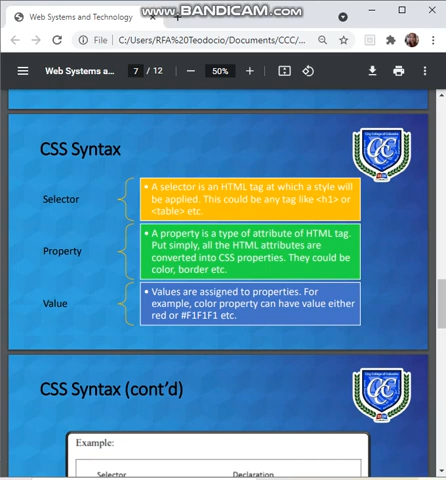 www.BANDICAM.com
Web Systems and Technology
File
C:/Users/RFA%20Teodocio/Documents/CCC/...
Web Systems a...
7 / 12
50%
CSS Syntax
Selector
• A selector is an HTML tag at which a style will
be applied. This could be any tag like <h1> or
<table> etc.
Property
• A property is a type of attribute of HTML tag.
Put simply, all the HTML attributes are
converted into CSS properties. They could be
color, border etc.
Value
• Values are assigned to properties. For
example, color property can have value either
red or #F1F1F1 etc.
CSS Syntax (cont'd)
Example:
Selector
Declaration